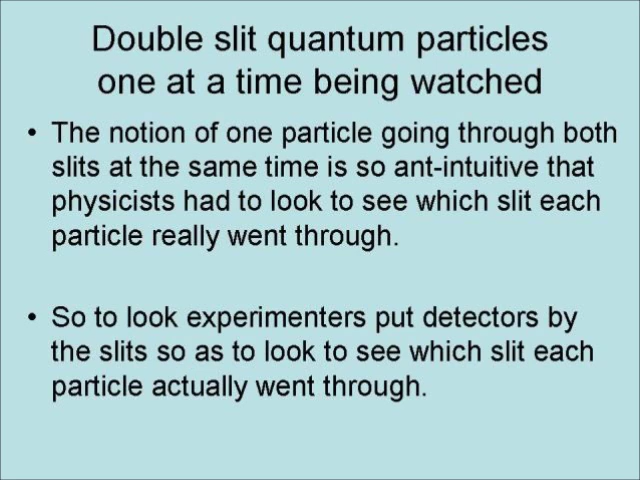 Double slit quantum particles
one at a time being watched
• The notion of one particle going through both
slits at the same time is so ant-intuitive that
physicists had to look to see which slit each
particle really went through.
• So to look experimenters put detectors by
the slits so as to look to see which slit each
particle actually went through.